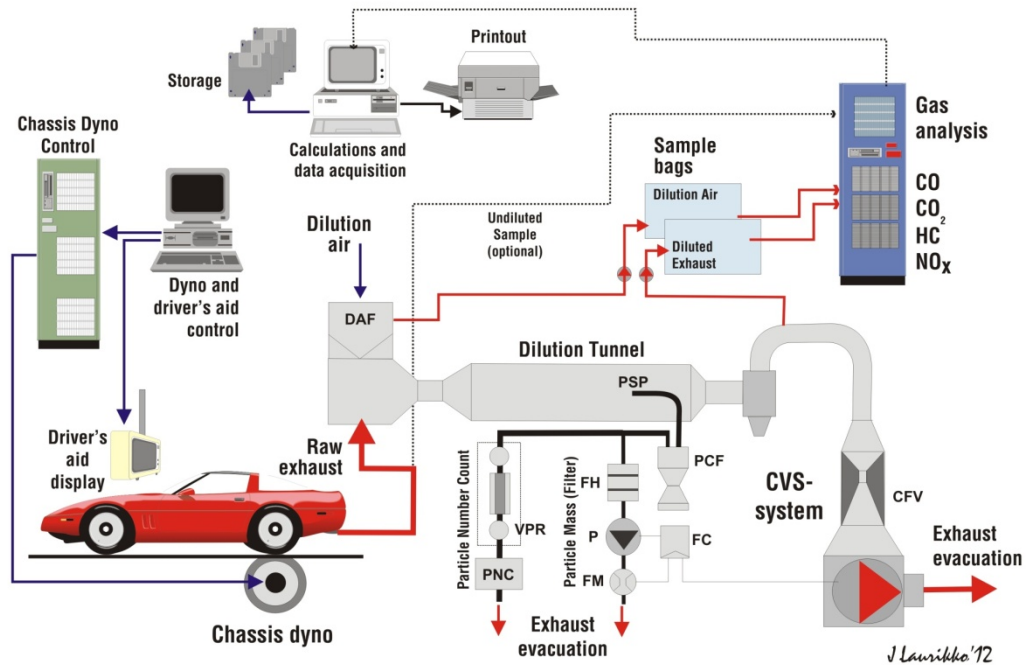 Printout
Storage
Calculations and
data acquisition
Gas
analysis
CO
CO2
HC
NOx
Chassis Dyno
Control
Dyno and
driver's aid
control
Sample
bags
Dilution Air
Diluted
Exhaust
Undiluted
Sample
(optional)
Dilution
air
DAF
Dilution Tunnel
PSP
Driver's
aid
display
Raw
exhaust
Particle Number Count
VPR
PNC
Particle Mass (Filter)
FH
P
FM
PCF
FC
CVS-
system
CFV
Exhaust
evacuation
Exhaust
evacuation
Chassis dyno
J Laurikko'12